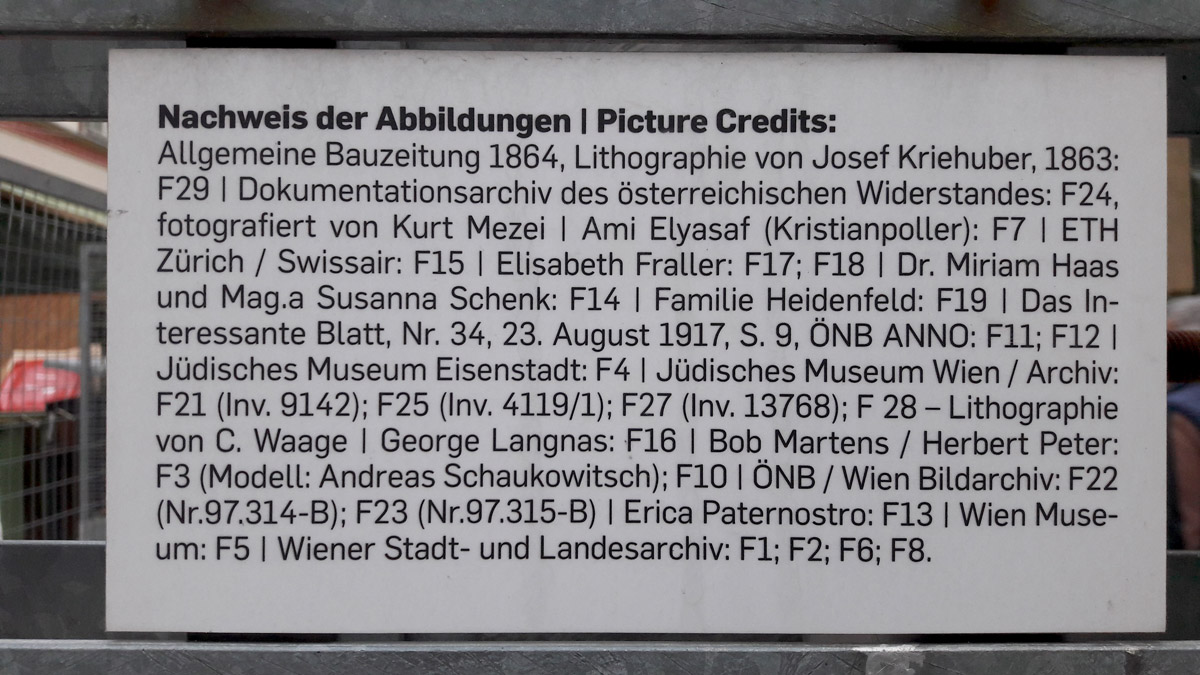 Nachweis der Abbildungen | Picture Credits:
Allgemeine Bauzeitung 1864, Lithographie von Josef Kriehuber, 1863:
F29 | Dokumentationsarchiv des österreichischen Widerstandes: F24,
fotografiert von Kurt Mezei | Ami Elyasaf (Kristianpoller): F7 | ETH
Zürich / Swissair: F15 | Elisabeth Fraller: F17; F18 | Dr. Miriam Haas
und Mag.a Susanna Schenk: F14 | Familie Heidenfeld: F19 | Das In-
teressante Blatt, Nr. 34, 23. August 1917, S. 9, ÖNB ANNO: F11; F12 |
Jüdisches Museum Eisenstadt: F4 | Jüdisches Museum Wien / Archiv:
F21 (Inv. 9142); F25 (Inv. 4119/1); F27 (Inv. 13768); F 28 – Lithographie
von C. Waage | George Langnas: F16 | Bob Martens / Herbert Peter:
F3 (Modell: Andreas Schaukowitsch); F10 | ÖNB / Wien Bildarchiv: F22
(Nr.97.314-B); F23 (Nr.97.315-B) | Erica Paternostro: F13 | Wien Muse-
um: F5 | Wiener Stadt- und Landesarchiv: F1; F2; F6; F8.